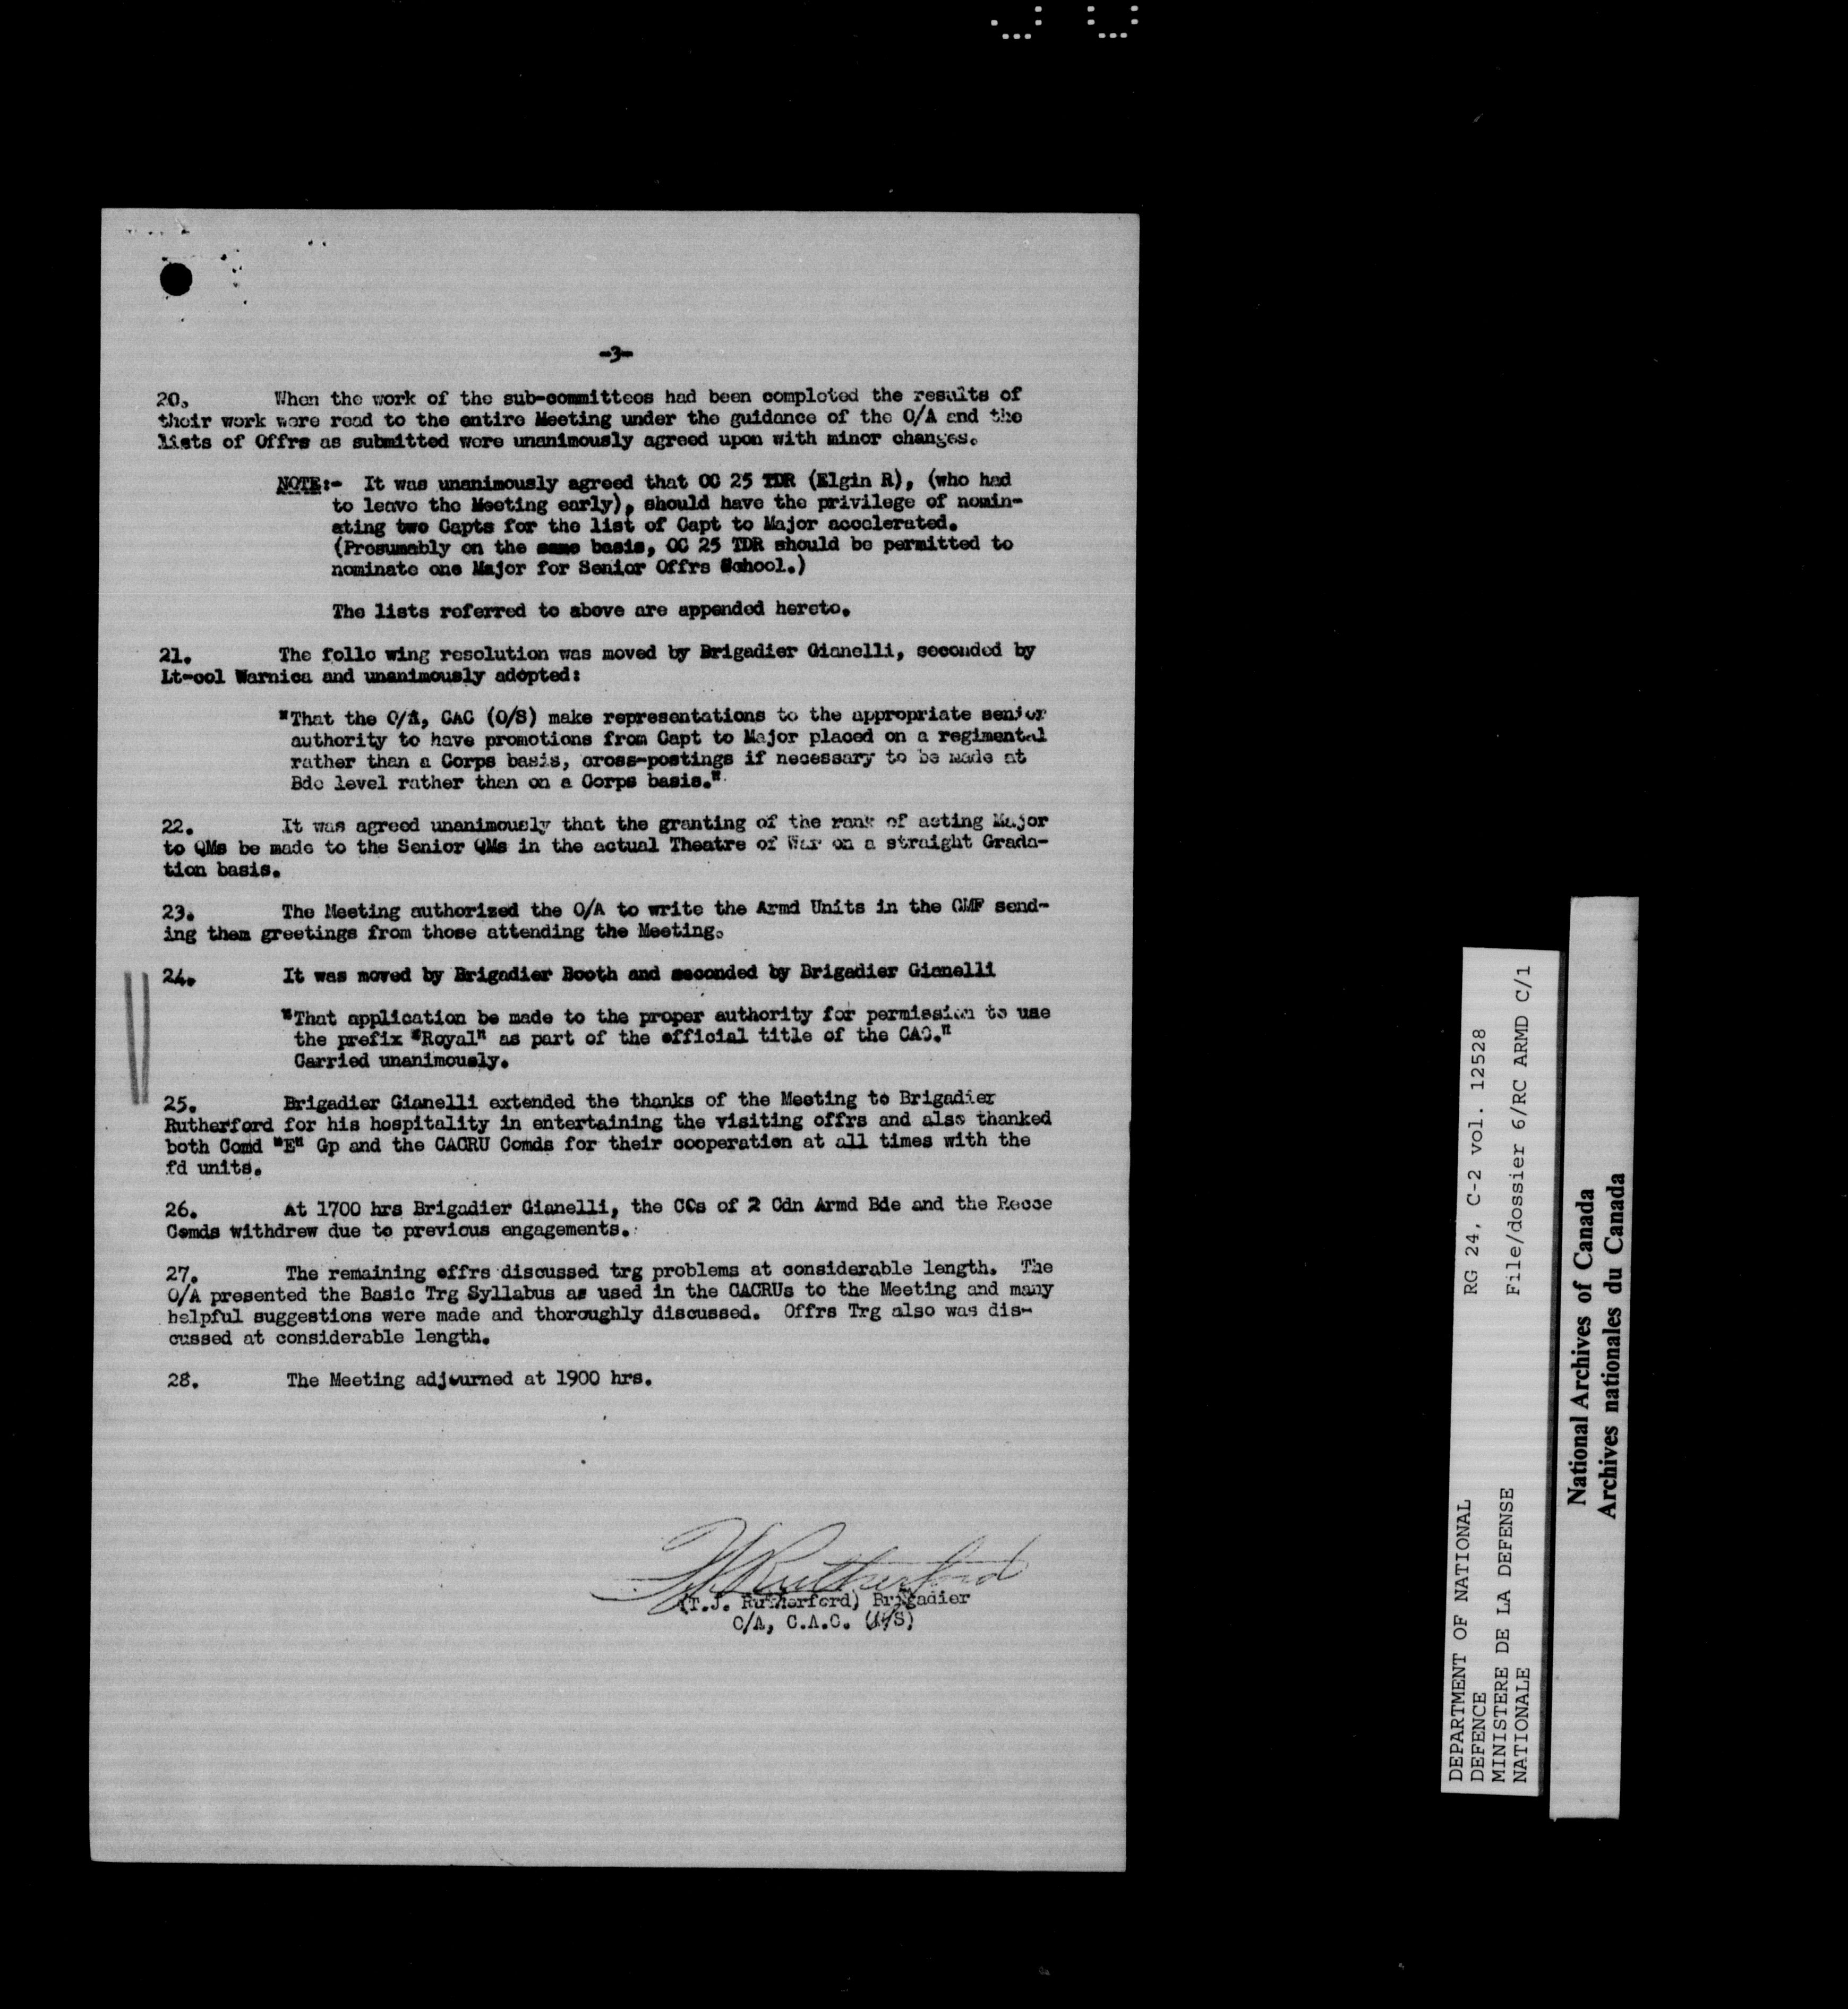 -3-
20. When the work of the sub-committees had been completed the results of
their work were read to the entire Meeting under the guidance of the O/A and the
lists of Offrs as submitted were unanimously agreed upon with minor changes.
NOTE:- It was unanimously agreed that OC 25 TDR (Elgin R), (who had
to leave the Meeting early), should have the privilege of nomin-
ating two Capts for the list of Capt to Major accelerated.
(Presumably on the same basis, OC 25 TDR should be permitted to
nominate one Major for Senior Offrs School.)
The lists referred to above are appended hereto.
21. The follo wing resolution was moved by Brigadier Gianelli, seconded by
Lt-col Warnica and unanimously adopted:
"That the O/A, CAC (O/S) make representations to the appropriate senior
authority to have promotions from Capt to Major placed on a regimental
rather than a Corps basis, cross-postings if necessary to be made at
Bde level rather than on a Corps basis."
22. It was agreed unanimously that the granting of the rank of acting Major
to QMs be made to the Senior QMs in the actual Theatre of War on a straight Grada-
tion basis.
23. The Meeting authorized the O/A to write the Armd Units in the CMF send-
ing them greetings from those attending the Meeting.
24. It was moved by Brigadier Booth and seconded by Brigadier Gianelli
"That application be made to the proper authority for permission to use
the prefix "Royal" as part of the official title of the CAC."
Carried unanimously.
25. Brigadier Gianelli extended the thanks of the Meeting to Brigadier
Rutherford for his hospitality in entertaining the visiting offrs and also thanked
both Comd "E" Gp and the CACRU Comds for their cooperation at all times with the
fd units.
26. At 1700 hrs Brigadier Gianelli, the COs of 2 Cdn Armd Bde and the Recce
Comds withdrew due to previous engagements.
27. The remaining offrs discussed trg problems at considerable length. The
O/A presented the Basic Trg Syllabus as used in the CACRUs to the Meeting and many
helpful suggestions were made and thoroughly discussed. Offrs Trg also was dis-
cussed at considerable length.
28. The Meeting adjourned at 1900 hrs.
TJRutherford
(T.J. Rutherford) Brigadier
O/A, C.A.C. (O/S)
DEPARTMENT OF NATIONAL
DEFENCE
MINISTERE DE LA DEFENSE
NATIONALE
RG 24, C-2 vol. 12528
File/dossier 6/RC ARMD C/1
National Archives of Canada
Archives nationales du Canada